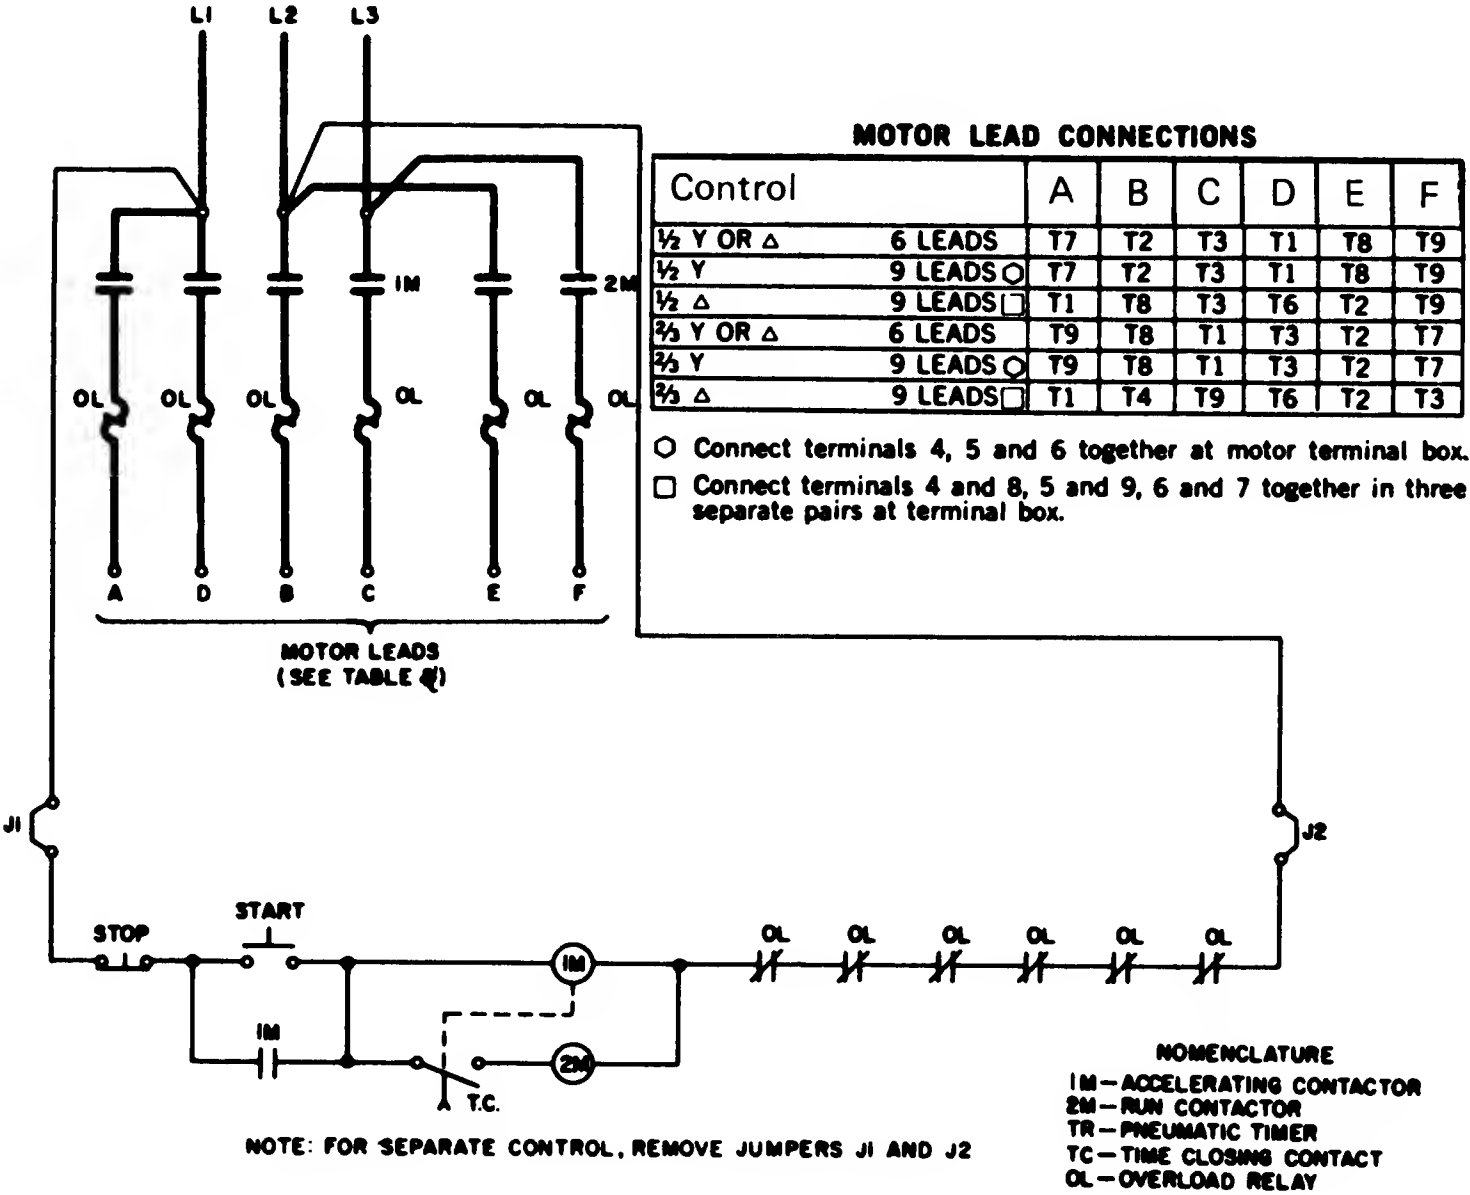 L1 L2 L3
MOTOR LEAD CONNECTIONS
Control A B C D E F
½ Y OR △ 6 LEADS T7 T2 T3 T1 T8 T9
½ Y 9 LEADS ⬡ T7 T2 T3 T1 T8 T9
½ △ 9 LEADS □ T1 T8 T3 T6 T2 T9
⅔ Y OR △ 6 LEADS T9 T8 T1 T3 T2 T7
⅔ Y 9 LEADS ⬡ T9 T8 T1 T3 T2 T7
⅔ △ 9 LEADS □ T1 T4 T9 T6 T2 T3
⬡ Connect terminals 4, 5 and 6 together at motor terminal box.
□ Connect terminals 4 and 8, 5 and 9, 6 and 7 together in three
separate pairs at terminal box.
1M 2M
OL OL OL OL OL OL
A D B C E F
MOTOR LEADS
(SEE TABLE )
J1 J2
START
STOP
OL OL OL OL OL OL
1M
1M
2M
T.C.
NOTE: FOR SEPARATE CONTROL, REMOVE JUMPERS J1 AND J2
NOMENCLATURE
1M—ACCELERATING CONTACTOR
2M—RUN CONTACTOR
TR—PNEUMATIC TIMER
TC—TIME CLOSING CONTACT
OL—OVERLOAD RELAY